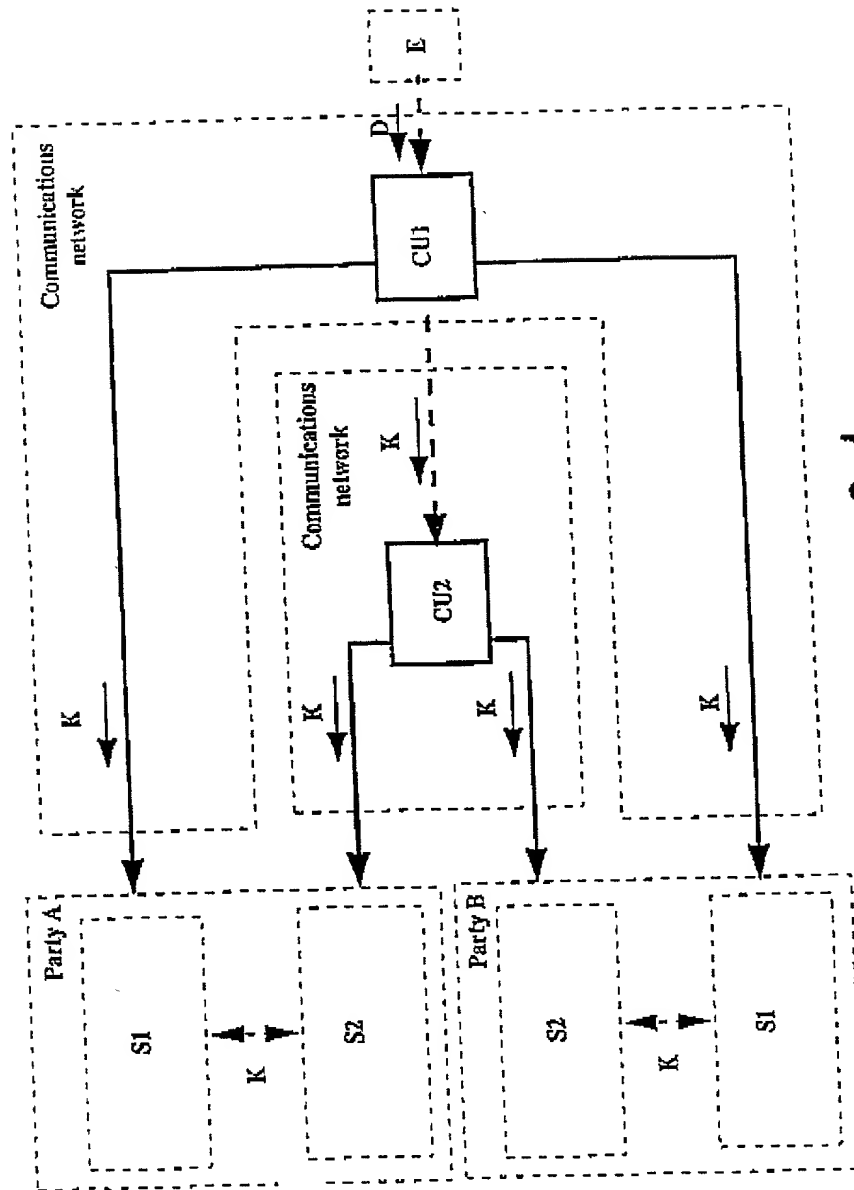 Party A
S1
K
S2
Party B
S2
K
S1
K
K
K
K
CU2
Communications
network
K
Communications
network
CU1
D
E